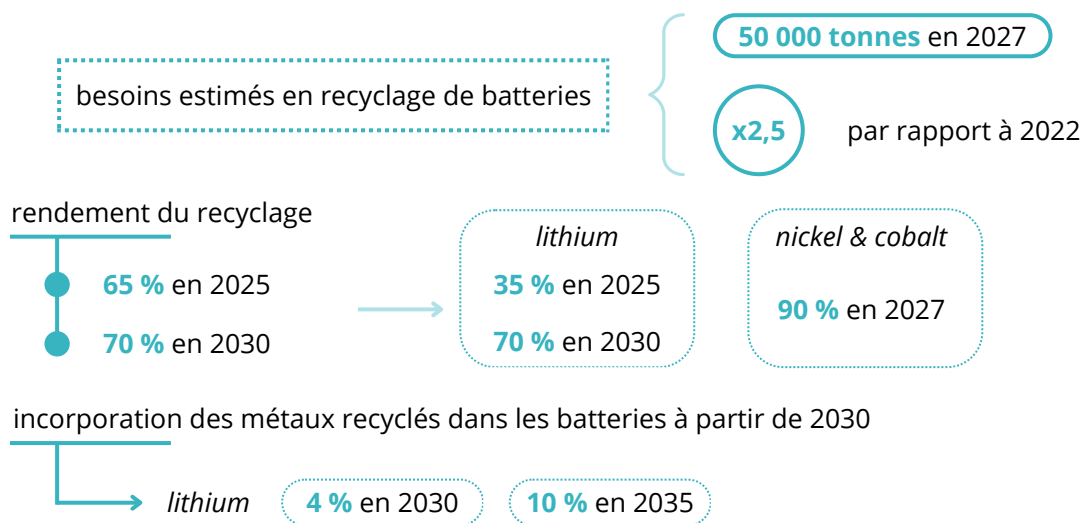 50 000 tonnes en 2027
besoins estimés en recyclage de batteries
x2,5 par rapport à 2022
rendement du recyclage
65 % en 2025
70 % en 2030
lithium
35 % en 2025
70 % en 2030
nickel & cobalt
90 % en 2027
incorporation des métaux recyclés dans les batteries à partir de 2030
lithium 4 % en 2030 10 % en 2035